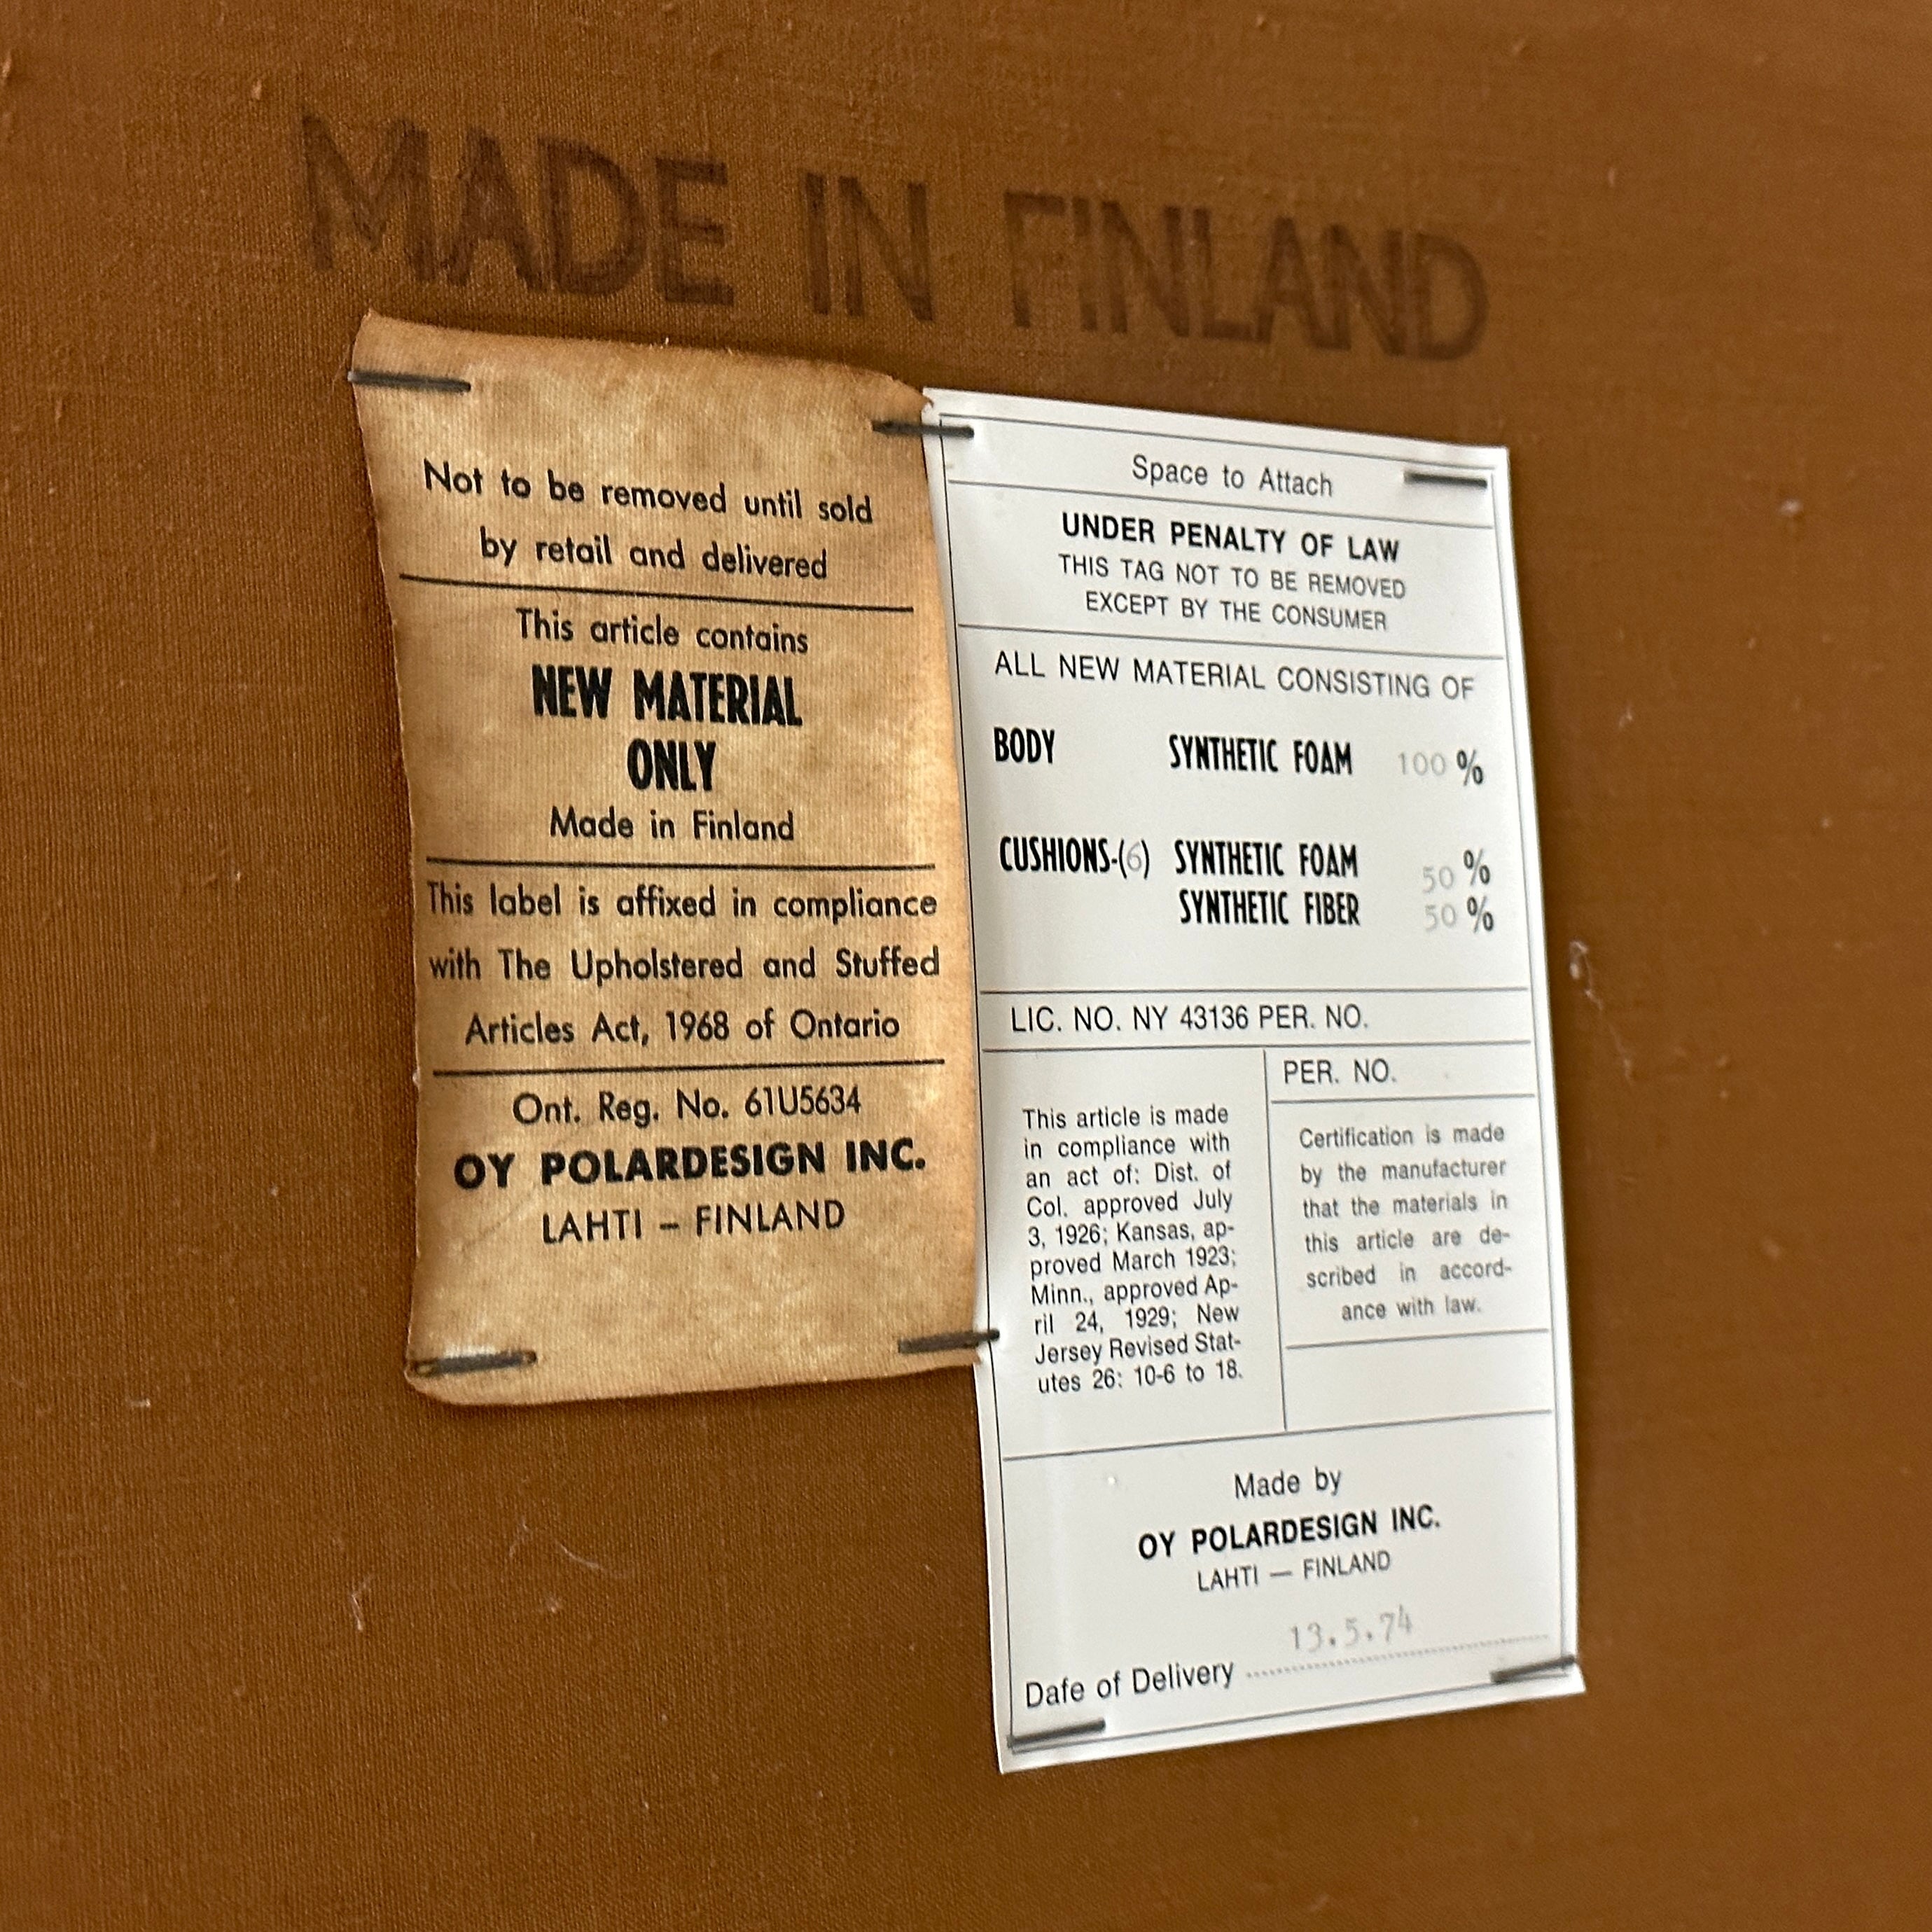 MADE IN FINLAND
Not to be removed until sold
by retail and delivered
This article contains
NEW MATERIAL
ONLY
Made in Finland
This label is affixed in compliance
with The Upholstered and Stuffed
Articles Act, 1968 of Ontario
Ont. Reg. No. 61U5634
OY POLARDESIGN INC.
LAHTI – FINLAND
Space to Attach
UNDER PENALTY OF LAW
THIS TAG NOT TO BE REMOVED
EXCEPT BY THE CONSUMER
ALL NEW MATERIAL CONSISTING OF
BODY SYNTHETIC FOAM 100 %
CUSHIONS-(6) SYNTHETIC FOAM 50 %
SYNTHETIC FIBER 50 %
LIC. NO. NY 43136 PER. NO.
This article is made
in compliance with
an act of: Dist. of
Col. approved July
3, 1926; Kansas, ap-
proved March 1923;
Minn., approved Ap-
ril 24, 1929; New
Jersey Revised Stat-
utes 26: 10-6 to 18.
PER. NO.
Certification is made
by the manufacturer
that the materials in
this article are de-
scribed in accord-
ance with law.
Made by
OY POLARDESIGN INC.
LAHTI — FINLAND
13.5.74
Dafe of Delivery